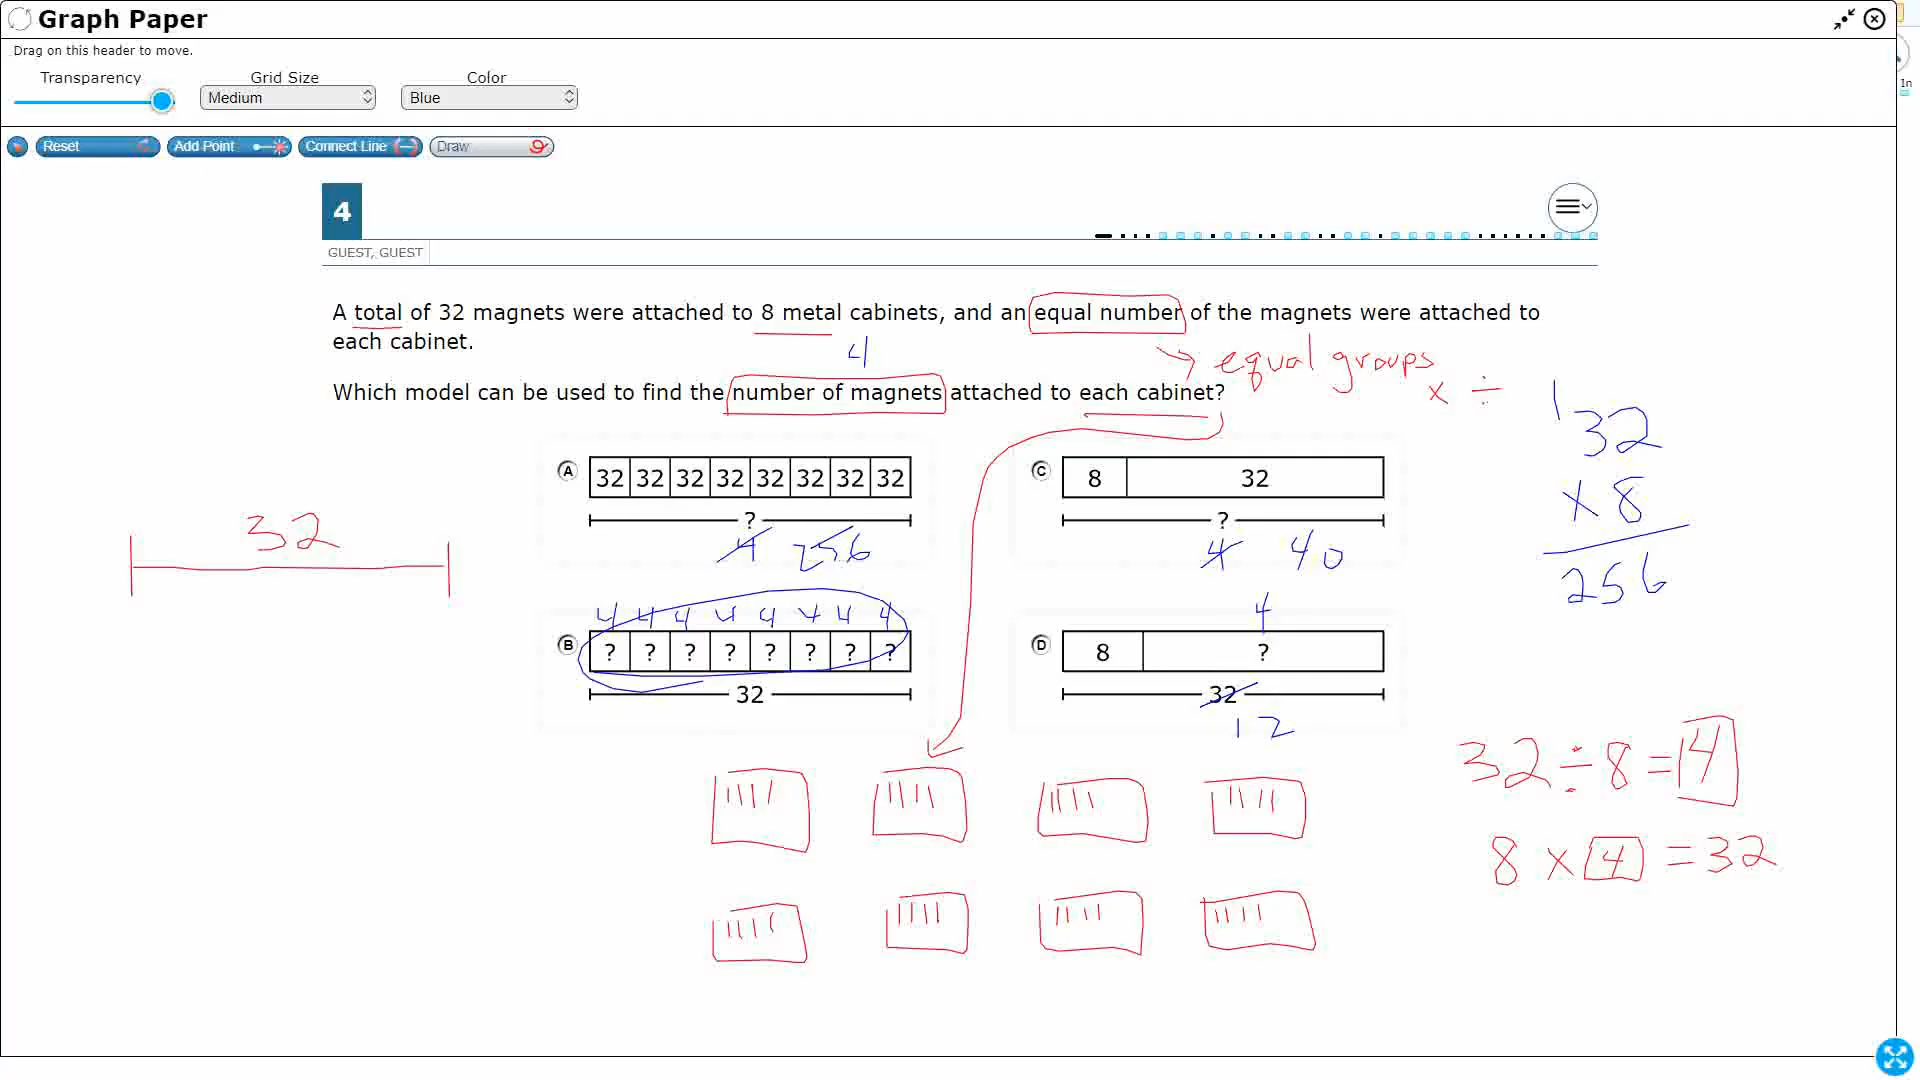 Graph Paper
Drag on this header to move.
Transparency Grid Size Color
Medium Blue
Reset Add Point Connect Line Draw
In
4
GUEST, GUEST
A total of 32 magnets were attached to 8 metal cabinets, and an equal number of the magnets were attached to
each cabinet.
4
equal groups
Which model can be used to find the number of magnets attached to each cabinet?
x ÷
1
32
x 8
256
A 32 32 32 32 32 32 32 32
?
4 256
C 8 32
?
4 40
32
4 4 4 4 4 4 4 4
B ? ? ? ? ? ? ? ?
32
4
D 8 ?
32
12
32 ÷ 8 = 4
8 x 4 = 32